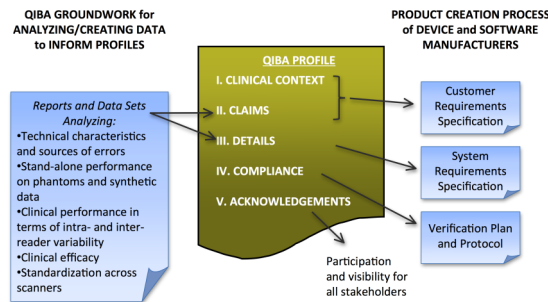 QIBA GROUNDWORK for
ANALYZING/CREATING DATA
to INFORM PROFILES
Reports and Data Sets
Analyzing:
•Technical characteristics
and sources of errors
•Stand-alone performance
on phantoms and synthetic
data
•Clinical performance in
terms of intra- and inter-
reader variability
•Clinical efficacy
•Standardization across
scanners
QIBA PROFILE
I. CLINICAL CONTEXT
II. CLAIMS
III. DETAILS
IV. COMPLIANCE
V. ACKNOWLEDGEMENTS
Participation
and visibility for
all stakeholders
PRODUCT CREATION PROCESS
of DEVICE and SOFTWARE
MANUFACTURERS
Customer
Requirements
Specification
System
Requirements
Specification
Verification Plan
and Protocol